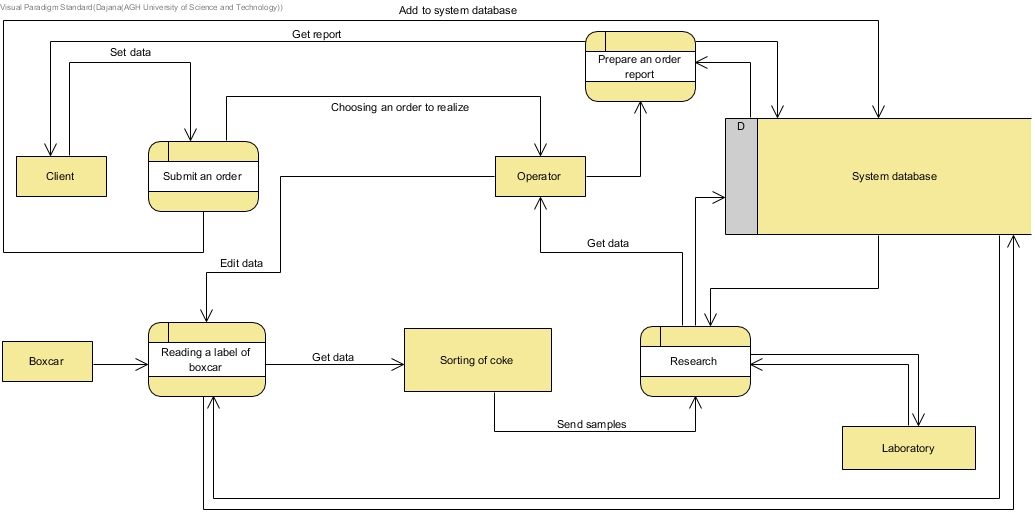 Visual Paradigm Standard(Dajana(AGH University of Science and Technology))
Add to system database
Get report
Set data
Prepare an order
report
Choosing an order to realize
D
Client
Submit an order
Operator
System database
Get data
Edit data
Boxcar
Reading a label of
boxcar
Get data
Sorting of coke
Research
Send samples
Laboratory